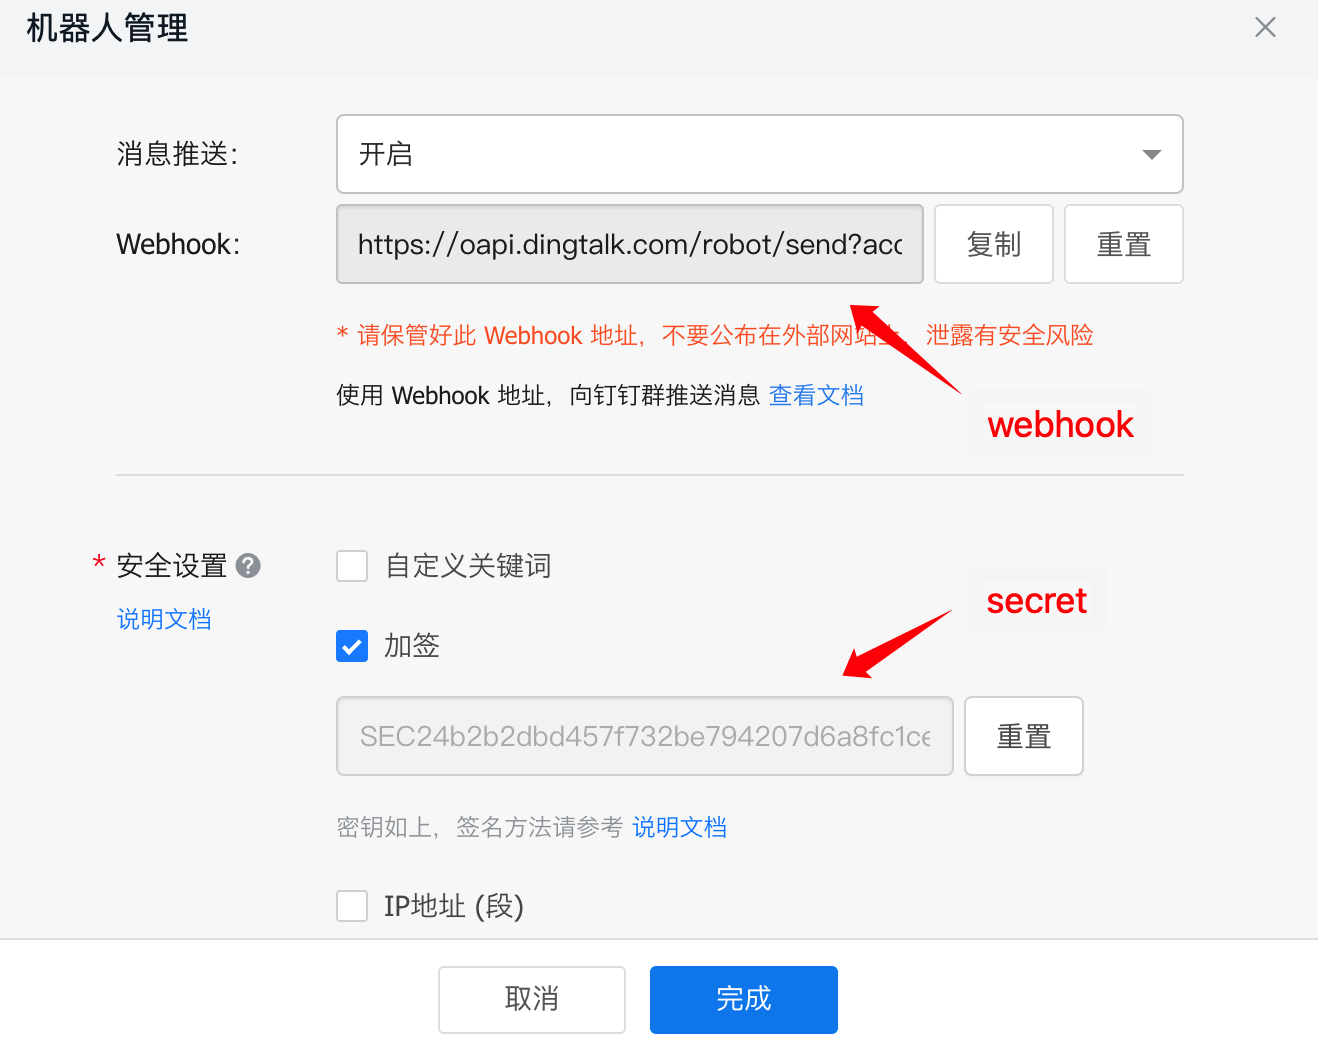 机器人管理
消息推送：
开启
Webhook：
https://oapi.dingtalk.com/robot/send?acc
复制
重置
* 请保管好此 Webhook 地址，不要公布在外部网站上，泄露有安全风险
使用 Webhook 地址，向钉钉群推送消息 查看文档
webhook
* 安全设置 ?
自定义关键词
secret
说明文档
加签
SEC24b2b2dbd457f732be794207d6a8fc1ce
重置
密钥如上，签名方法请参考 说明文档
IP地址 (段)
取消
完成